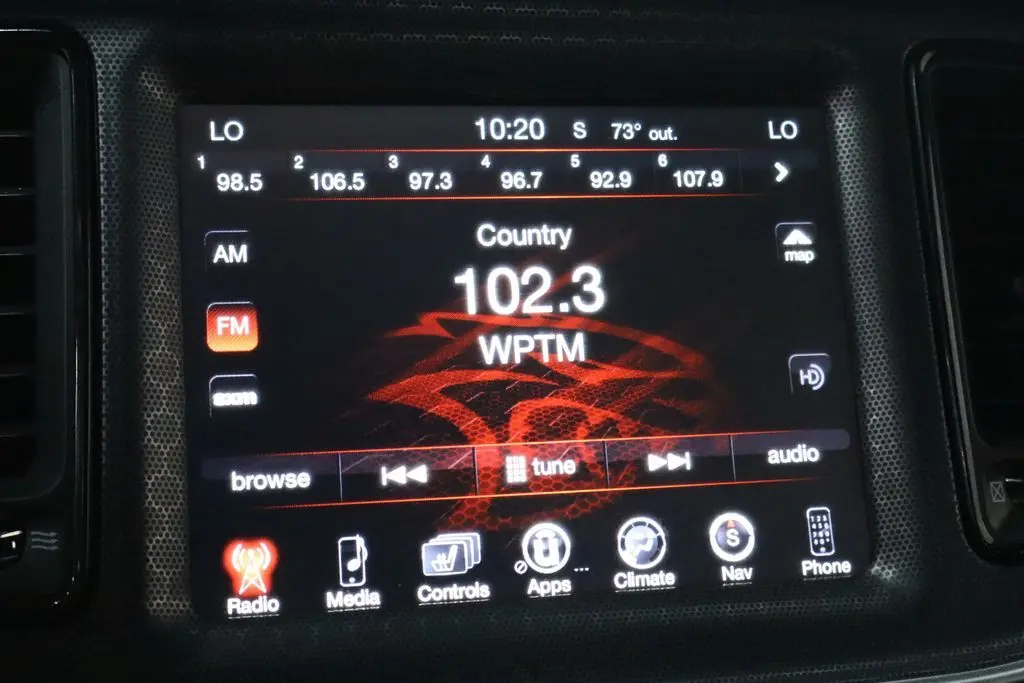 LO 10:20 S 73° out. LO
1 98.5 2 106.5 3 97.3 4 96.7 5 92.9 6 107.9
Country
map
AM
102.3
FM
WPTM
HD
sxm
browse tune audio
Radio Media Controls Apps ... Climate S Nav Phone